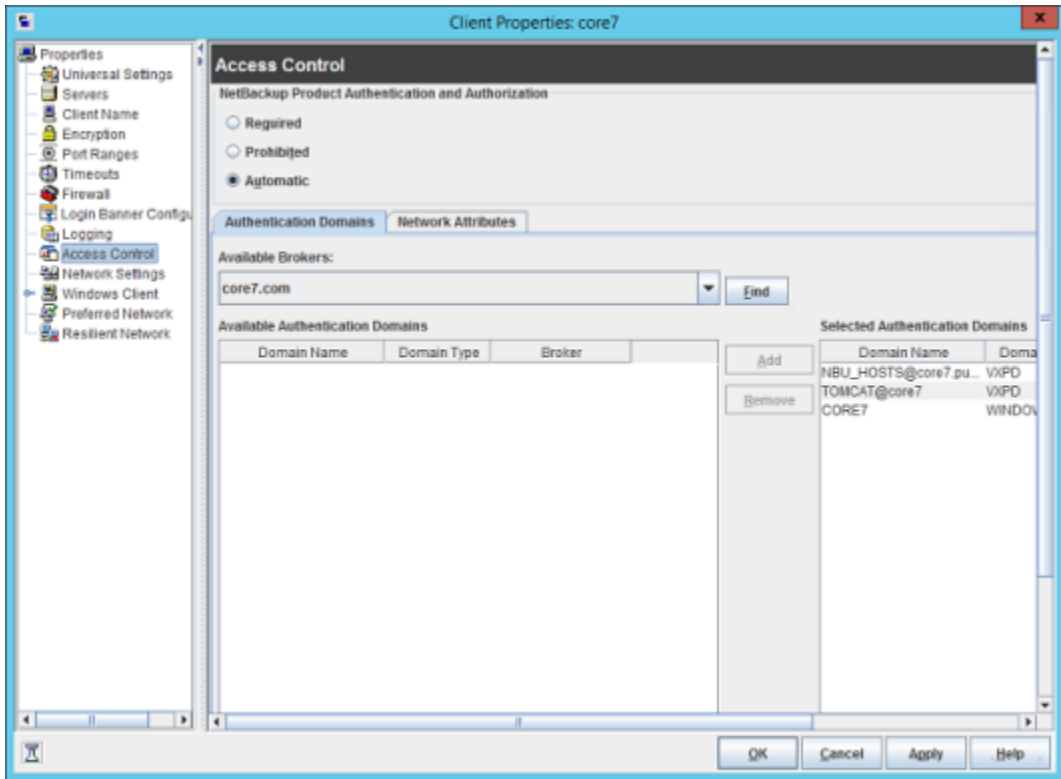 Client Properties: core7
x
Properties
Universal Settings
Servers
Client Name
Encryption
Port Ranges
Timeouts
Firewall
Login Banner Configu
Logging
Access Control
Network Settings
Windows Client
Preferred Network
Resilient Network
Access Control
NetBackup Product Authentication and Authorization
Required
Prohibited
Automatic
Authentication Domains Network Attributes
Available Brokers:
core7.com Find
Available Authentication Domains
Domain Name Domain Type Broker
Add
Remove
Selected Authentication Domains
Domain Name Doma
NBU_HOSTS@core7.pu... VXPD
TOMCAT@core7 VXPD
CORE7 WINDOW
OK Cancel Apply Help